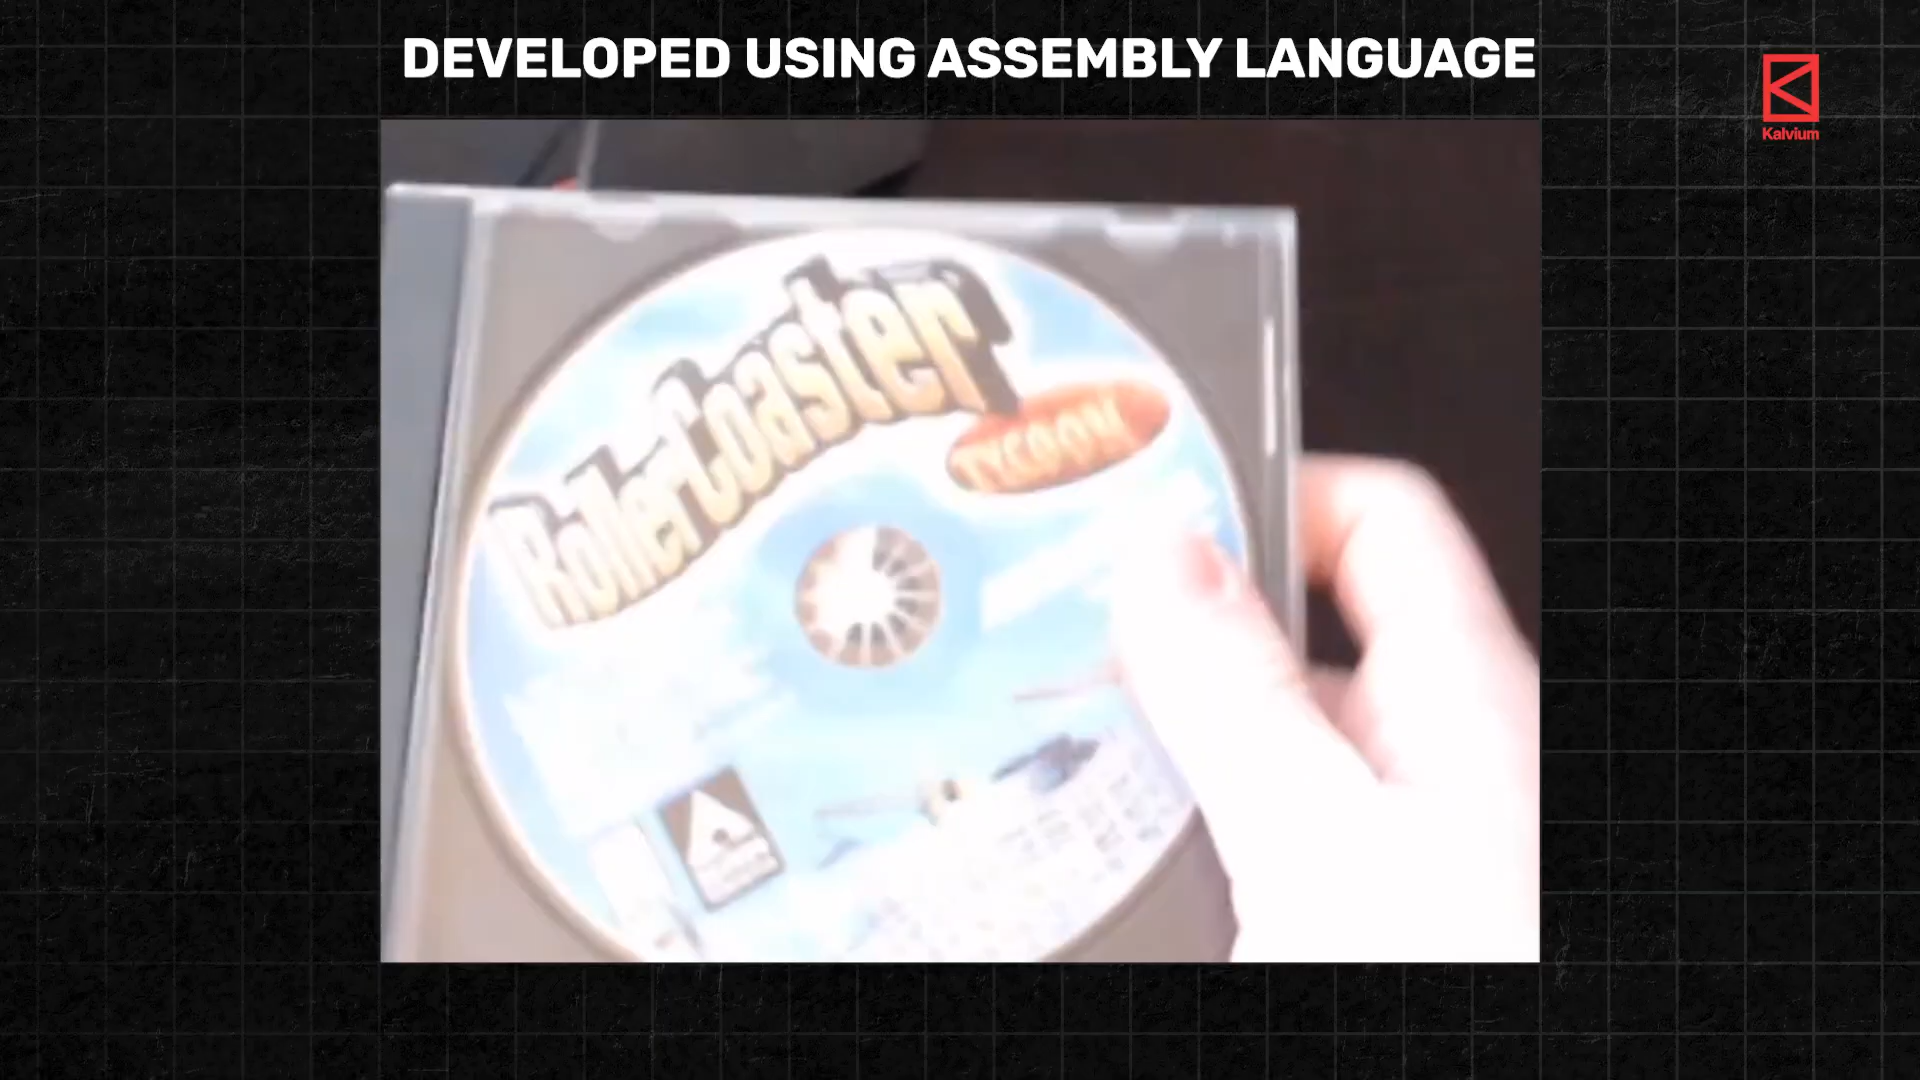 DEVELOPED USING ASSEMBLY LANGUAGE
Kalvium
RollerCoaster
TYCOON